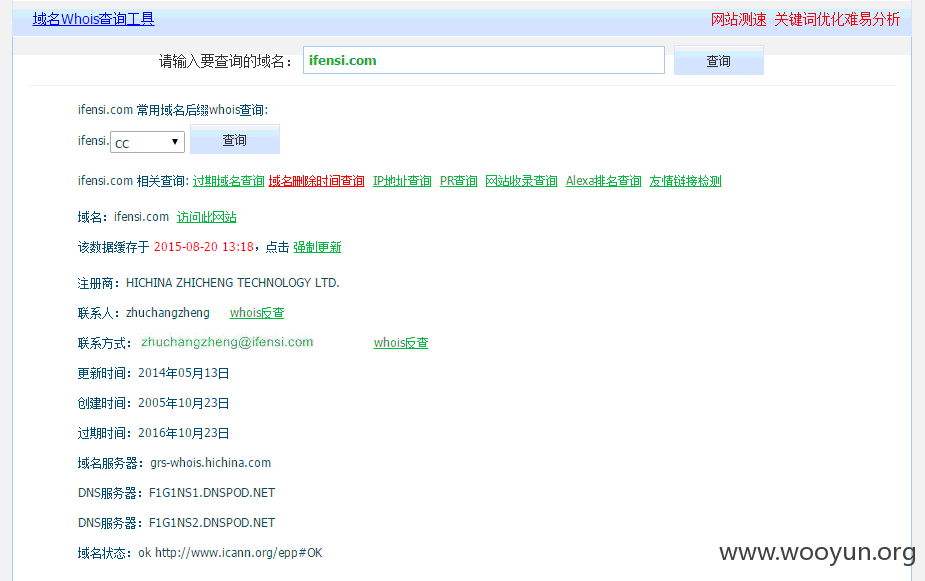 域名Whois查询工具 网站测速 关键词优化难易分析
请输入要查询的域名： ifensi.com 查询
ifensi.com 常用域名后缀whois查询:
ifensi. CC 查询
ifensi.com 相关查询: 过期域名查询 域名删除时间查询 IP地址查询 PR查询 网站收录查询 Alexa排名查询 友情链接检测
域名：ifensi.com 访问此网站
该数据缓存于 2015-08-20 13:18，点击 强制更新
注册商：HICHINA ZHICHENG TECHNOLOGY LTD.
联系人：zhuchangzheng whois反查
联系方式： zhuchangzheng@ifensi.com whois反查
更新时间：2014年05月13日
创建时间：2005年10月23日
过期时间：2016年10月23日
域名服务器：grs-whois.hichina.com
DNS服务器：F1G1NS1.DNSPOD.NET
DNS服务器：F1G1NS2.DNSPOD.NET
域名状态：ok http://www.icann.org/epp#OK
www.wooyun.org